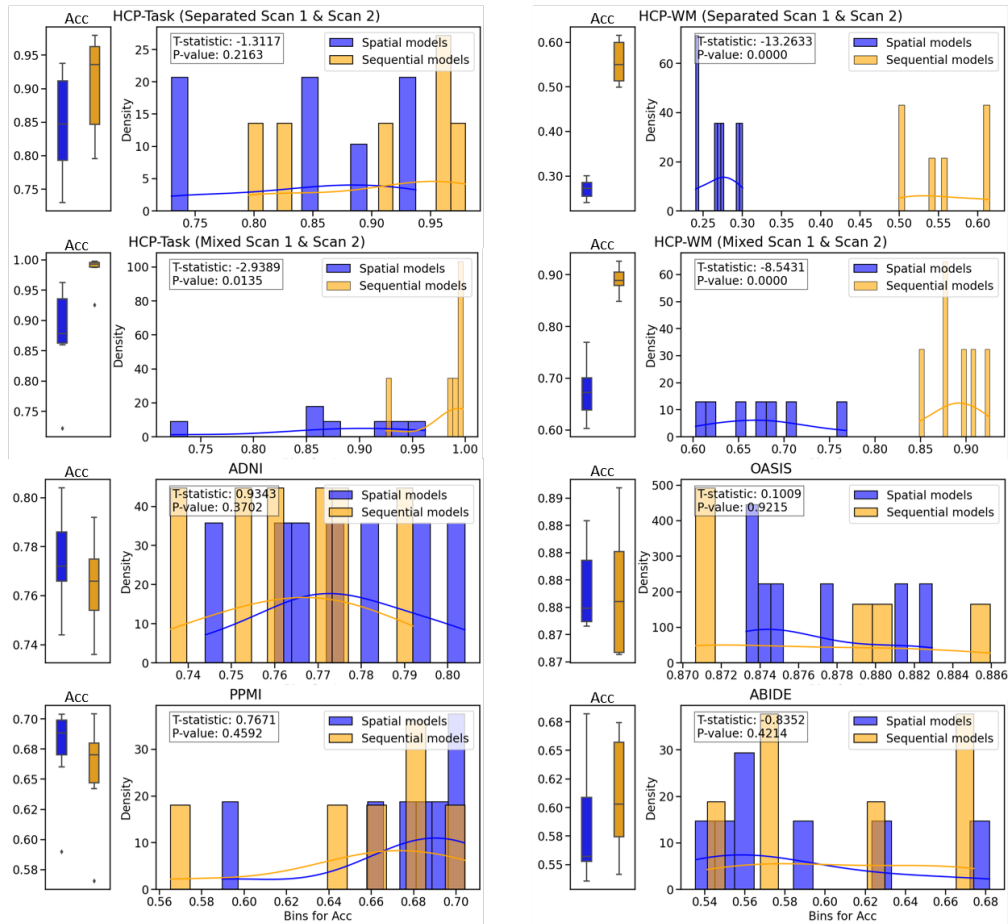 Acc HCP-Task (Separated Scan 1 & Scan 2)
T-statistic: -1.3117
P-value: 0.2163
Spatial models
Sequential models
Density
0.95
0.90
0.85
0.80
0.75
25
20
15
10
5
0
0.75 0.80 0.85 0.90 0.95
Acc HCP-WM (Separated Scan 1 & Scan 2)
T-statistic: -13.2633
P-value: 0.0000
Spatial models
Sequential models
Density
0.60
0.50
0.40
0.30
60
40
20
0
0.25 0.30 0.35 0.40 0.45 0.50 0.55 0.60
Acc HCP-Task (Mixed Scan 1 & Scan 2)
T-statistic: -2.9389
P-value: 0.0135
Spatial models
Sequential models
Density
1.00
0.95
0.90
0.85
0.80
0.75
100
80
60
40
20
0
0.75 0.80 0.85 0.90 0.95 1.00
Acc HCP-WM (Mixed Scan 1 & Scan 2)
T-statistic: -8.5431
P-value: 0.0000
Spatial models
Sequential models
Density
0.90
0.80
0.70
0.60
60
50
40
30
20
10
0
0.60 0.65 0.70 0.75 0.80 0.85 0.90
Acc ADNI
T-statistic: 0.9343
P-value: 0.3702
Spatial models
Sequential models
Density
0.80
0.78
0.76
0.74
40
30
20
10
0
0.74 0.75 0.76 0.77 0.78 0.79 0.80
Acc OASIS
T-statistic: 0.1009
P-value: 0.9215
Spatial models
Sequential models
Density
0.89
0.88
0.88
0.88
0.87
0.87
500
400
300
200
100
0
0.870 0.872 0.874 0.876 0.878 0.880 0.882 0.884 0.886
Acc PPMI
T-statistic: 0.7671
P-value: 0.4592
Spatial models
Sequential models
Density
0.70
0.68
0.65
0.62
0.60
0.58
30
20
10
0
0.56 0.58 0.60 0.62 0.64 0.66 0.68 0.70
Bins for Acc
Acc ABIDE
T-statistic: -0.8352
P-value: 0.4214
Spatial models
Sequential models
Density
0.68
0.65
0.62
0.60
0.58
0.55
35
30
25
20
15
10
5
0
0.54 0.56 0.58 0.60 0.62 0.64 0.66 0.68
Bins for Acc